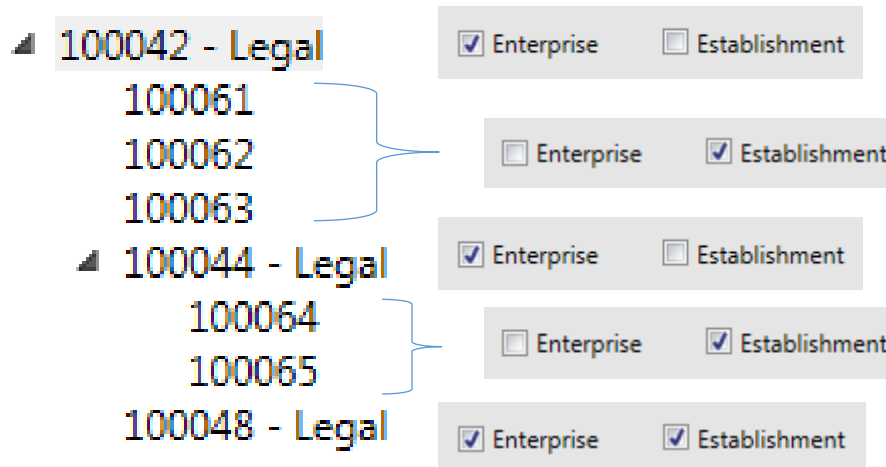 100042 - Legal
Enterprise Establishment
100061
100062
100063
Enterprise Establishment
100044 - Legal
Enterprise Establishment
100064
100065
Enterprise Establishment
100048 - Legal
Enterprise Establishment